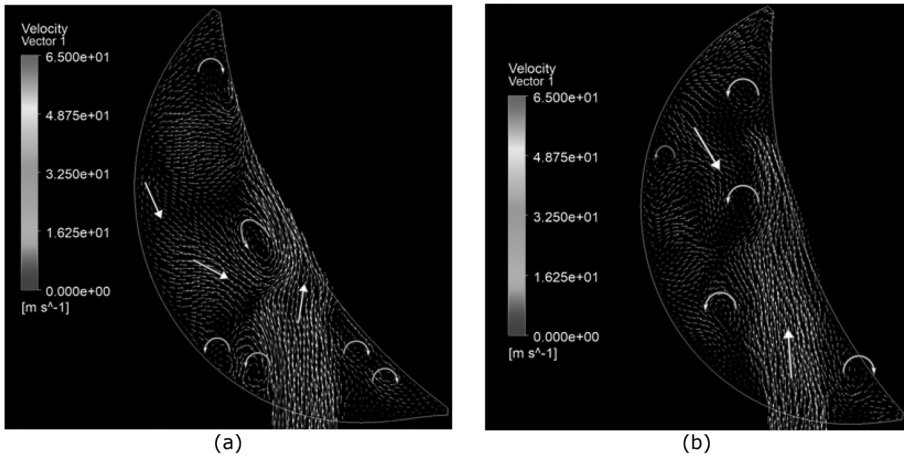 Velocity
Vector 1
6.500e+01
4.875e+01
3.250e+01
1.625e+01
0.000e+00
[m s^-1]
(a)
Velocity
Vector 1
6.500e+01
4.875e+01
3.250e+01
1.625e+01
0.000e+00
[m s^-1]
(b)